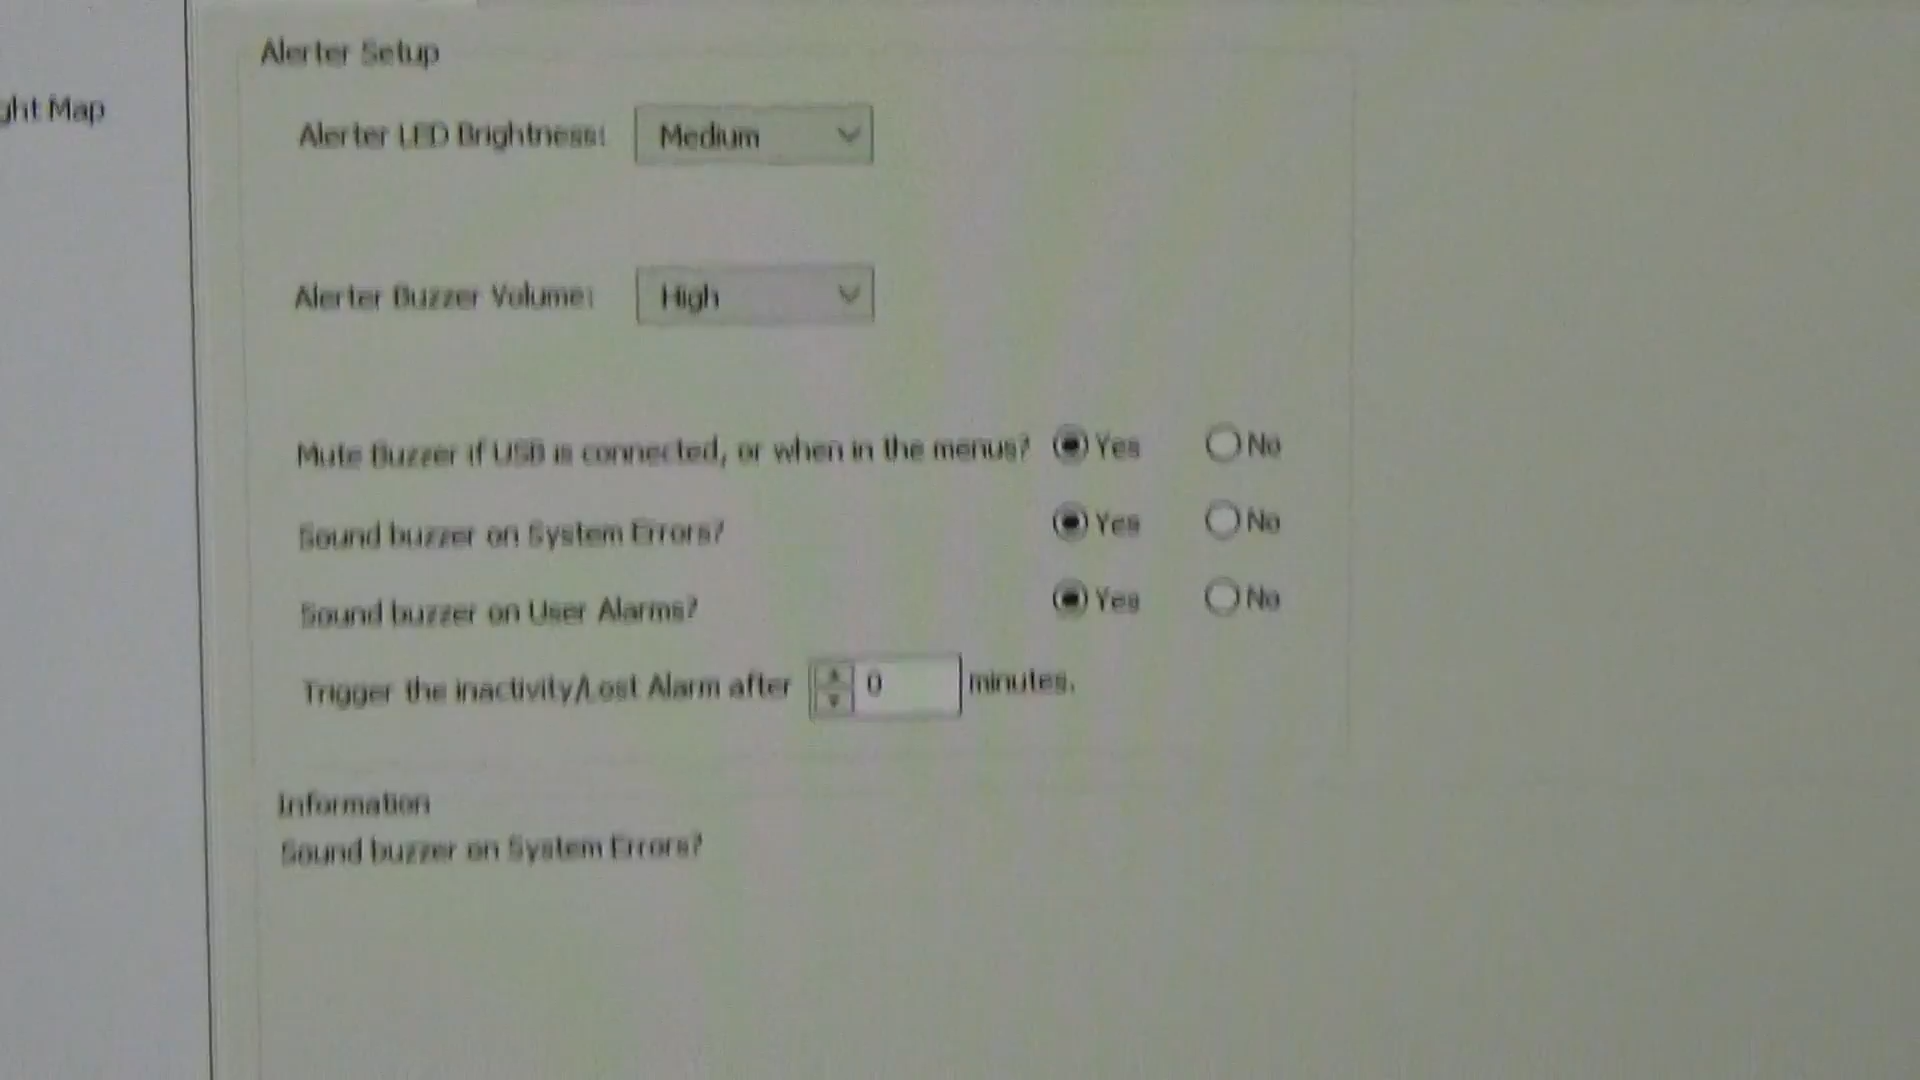 Alerter Setup
ght Map
Alerter LED Brightness: Medium
Alerter Buzzer Volume: High
Mute Buzzer if USB is connected, or when in the menus? Yes No
Sound buzzer on System Errors? Yes No
Sound buzzer on User Alarms? Yes No
Trigger the inactivity/Lost Alarm after 0 minutes.
Information
Sound buzzer on System Errors?